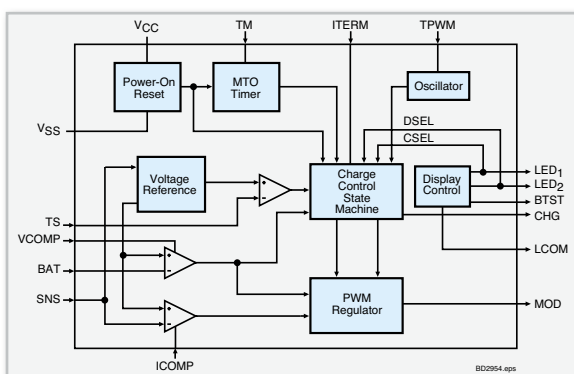 VCC
TM
ITERM
TPWM
Power-On
Reset
MTO
Timer
Oscillator
VSS
DSEL
CSEL
Voltage
Reference
+
-
Charge
Control
State
Machine
Display
Control
LED1
LED2
BTST
CHG
TS
VCOMP
+
-
LCOM
BAT
SNS
+
-
PWM
Regulator
MOD
ICOMP
BD2954.eps